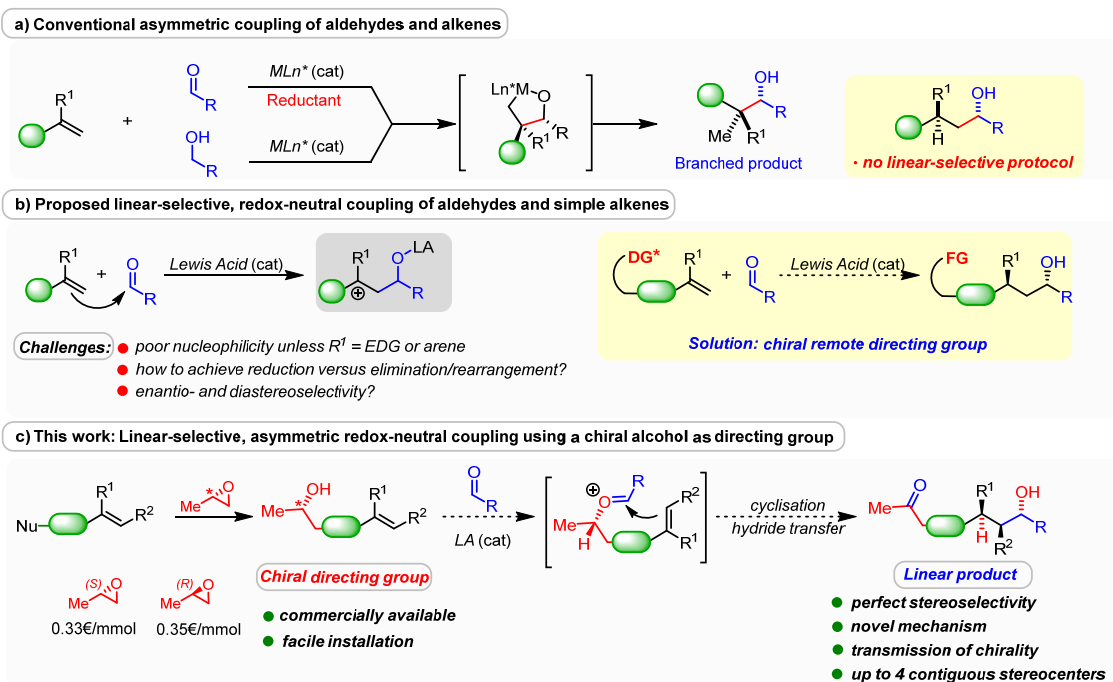 a) Conventional asymmetric coupling of aldehydes and alkenes
R¹
+
O
R
OH
R
MLn* (cat)
Reductant
MLn* (cat)
Ln*M
O
R
R¹
OH
R
Me
R¹
Branched product
R¹
OH
H
R
· no linear-selective protocol
b) Proposed linear-selective, redox-neutral coupling of aldehydes and simple alkenes
R¹
+
O
R
Lewis Acid (cat)
R¹
O
LA
⊕
R
DG*
R¹
+
O
R
Lewis Acid (cat)
FG
R¹
OH
R
Solution: chiral remote directing group
Challenges:
poor nucleophilicity unless R¹ = EDG or arene
how to achieve reduction versus elimination/rearrangement?
enantio- and diastereoselectivity?
c) This work: Linear-selective, asymmetric redox-neutral coupling using a chiral alcohol as directing group
Nu
R¹
R²
*
O
Me
OH
*
Me
R¹
R²
O
R
LA (cat)
⊕
O
R
R²
Me
H
R¹
cyclisation
hydride transfer
O
Me
R¹
OH
H
R
R²
(S)
O
Me
0.33€/mmol
(R)
O
Me
0.35€/mmol
Chiral directing group
commercially available
facile installation
Linear product
perfect stereoselectivity
novel mechanism
transmission of chirality
up to 4 contiguous stereocenters